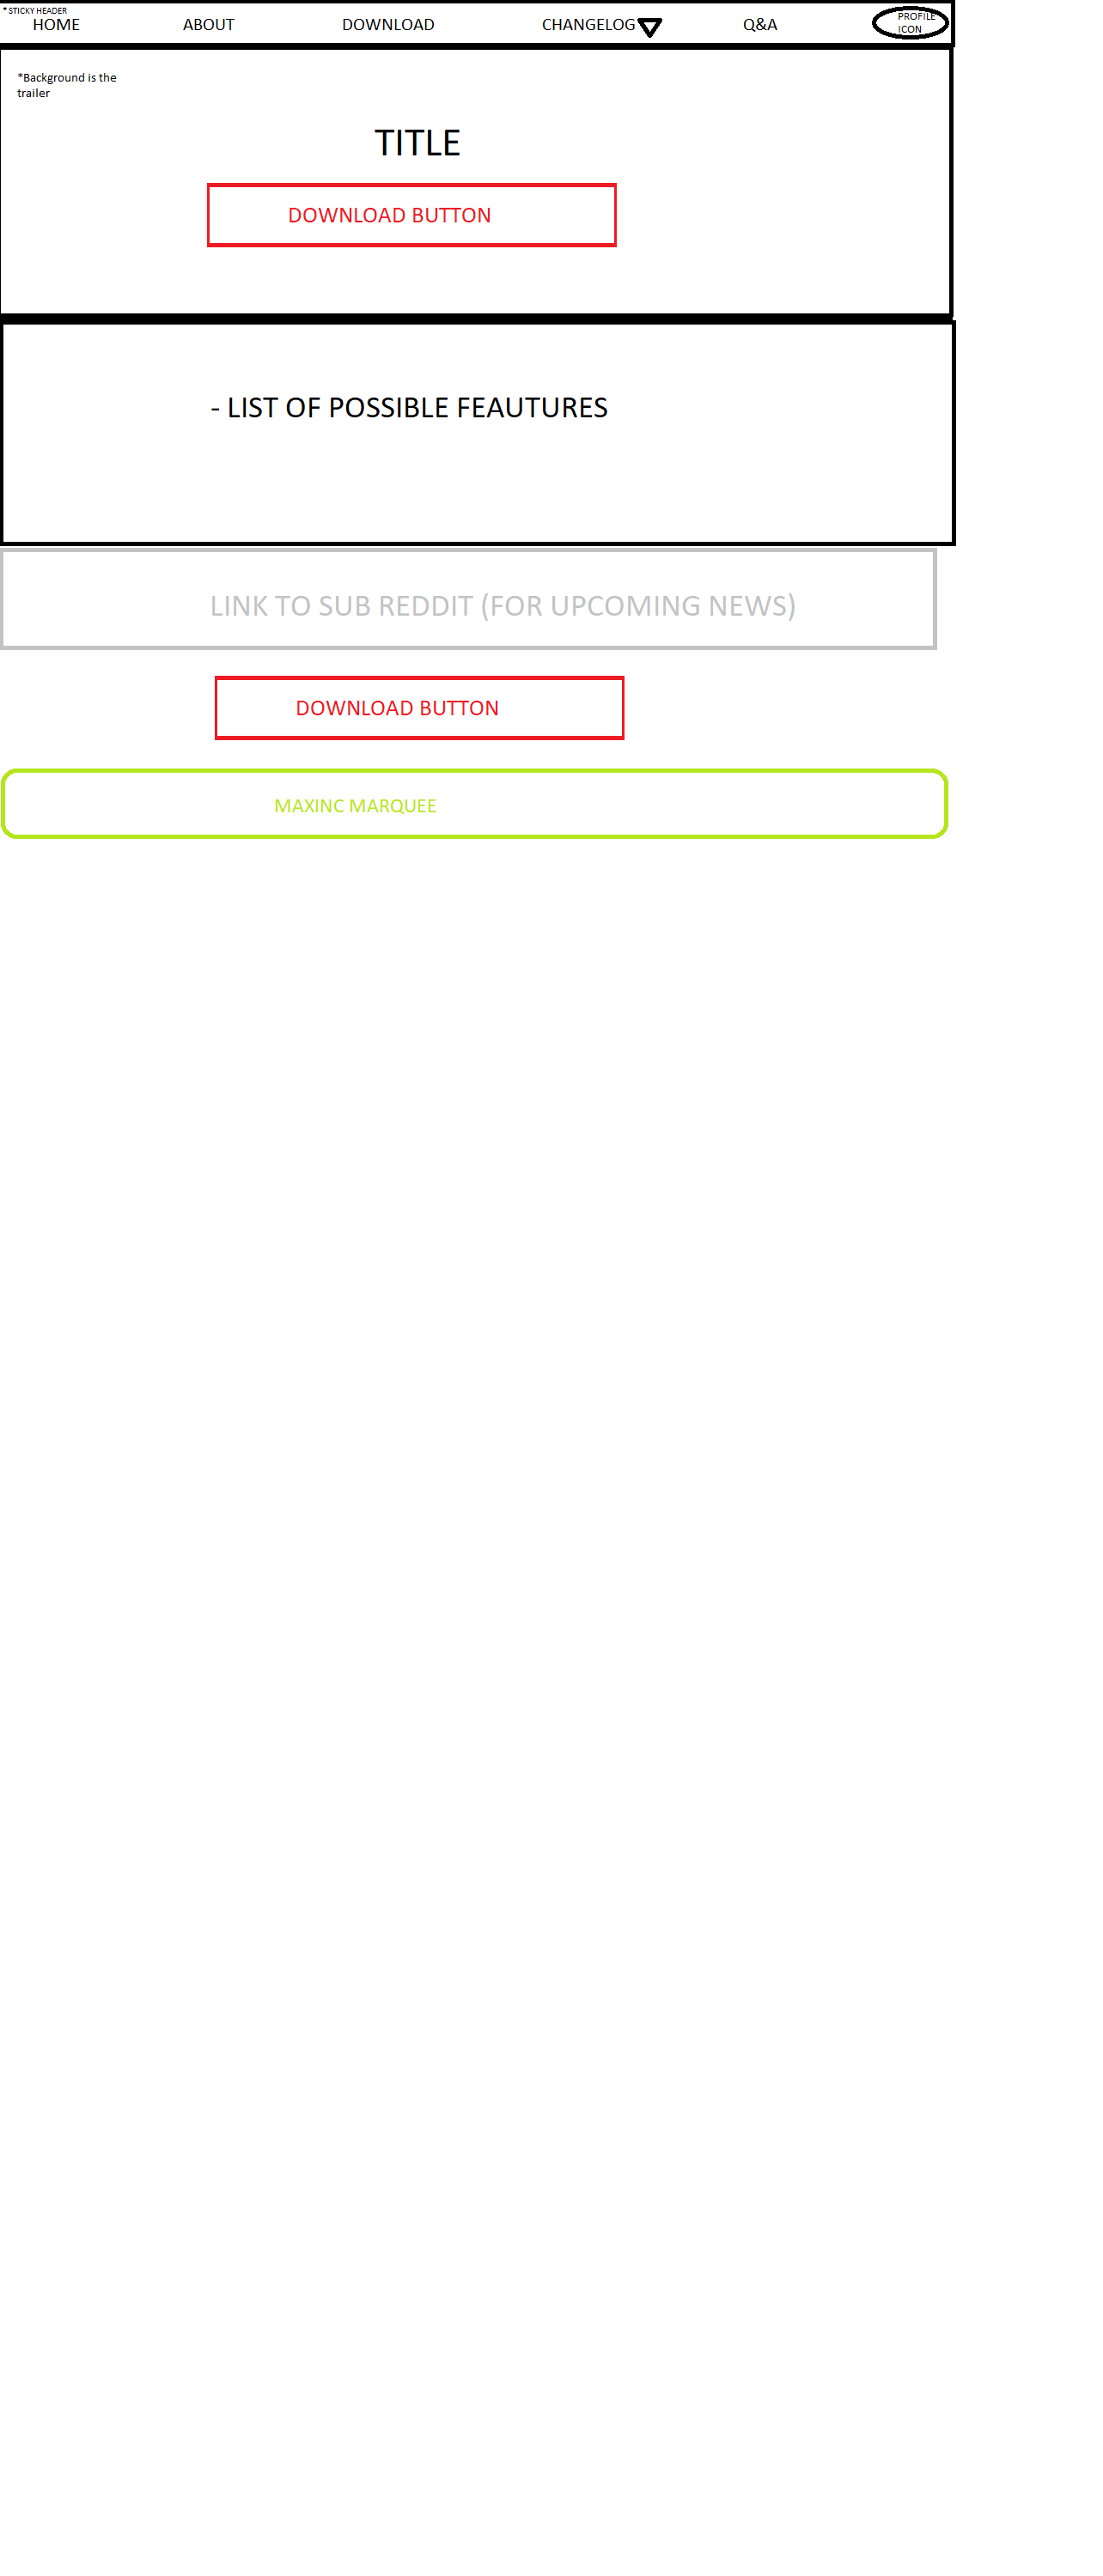 * STICKY HEADER
HOME ABOUT DOWNLOAD CHANGELOG Q&A PROFILE
ICON
*Background is the
trailer
TITLE
DOWNLOAD BUTTON
- LIST OF POSSIBLE FEAUTURES
LINK TO SUB REDDIT (FOR UPCOMING NEWS)
DOWNLOAD BUTTON
MAXINC MARQUEE